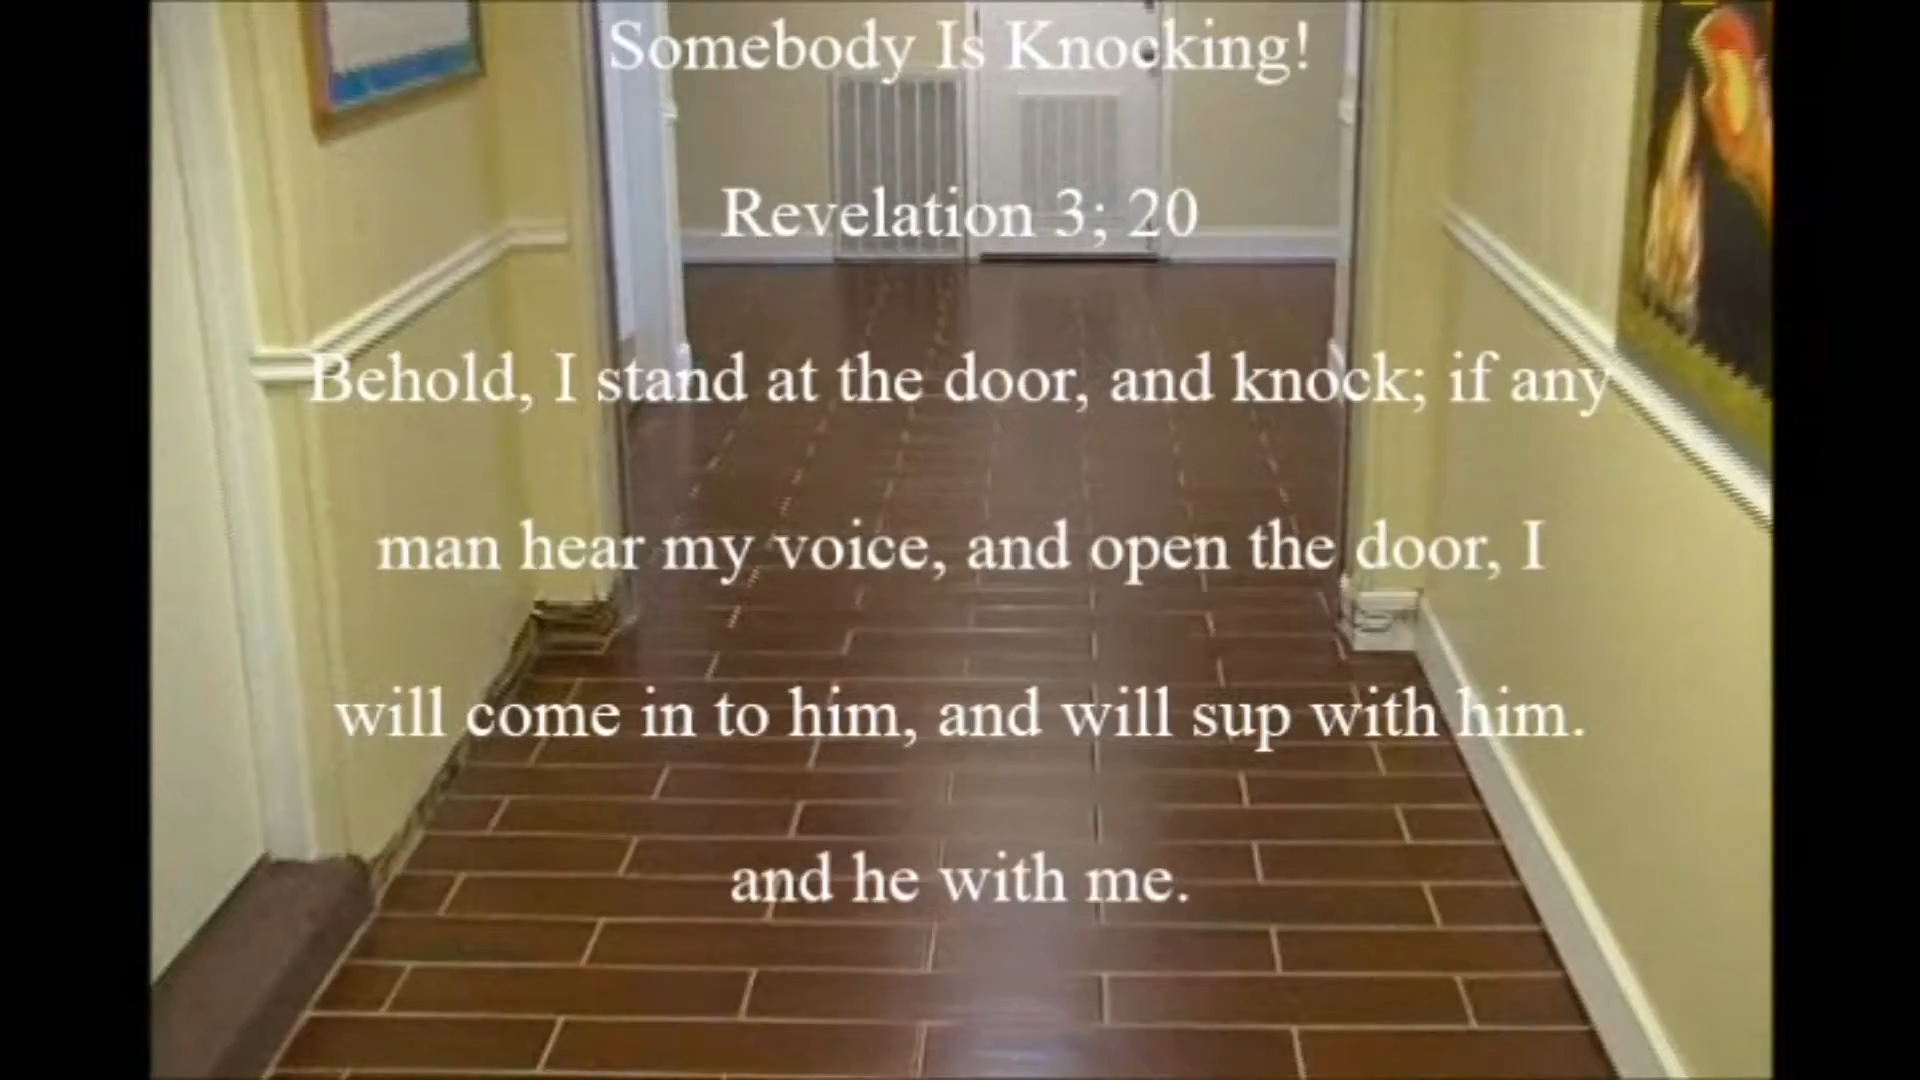 Somebody Is Knocking!
Revelation 3; 20
Behold, I stand at the door, and knock; if any
man hear my voice, and open the door, I
will come in to him, and will sup with him.
and he with me.